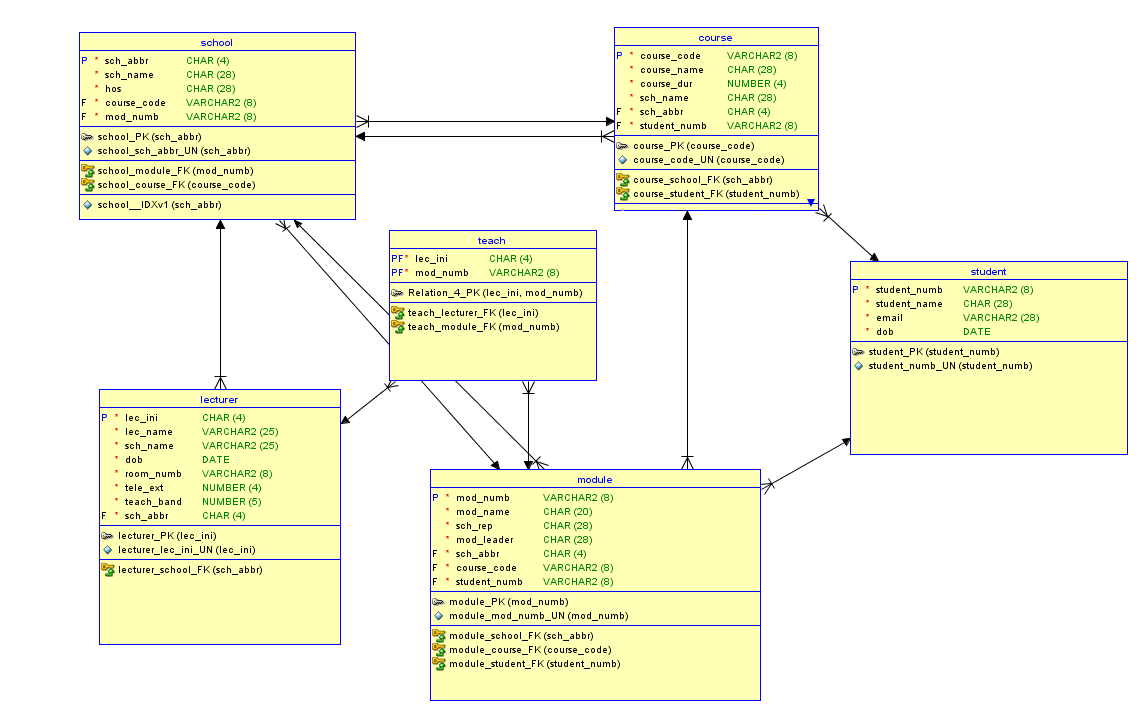 school
P * sch_abbr CHAR (4)
* sch_name CHAR (28)
* hos CHAR (28)
F * course_code VARCHAR2 (8)
F * mod_numb VARCHAR2 (8)
school_PK (sch_abbr)
school_sch_abbr_UN (sch_abbr)
school_module_FK (mod_numb)
school_course_FK (course_code)
school__IDXv1 (sch_abbr)
course
P * course_code VARCHAR2 (8)
* course_name CHAR (28)
* course_dur NUMBER (4)
* sch_name CHAR (28)
F * sch_abbr CHAR (4)
F * student_numb VARCHAR2 (8)
course_PK (course_code)
course_code_UN (course_code)
course_school_FK (sch_abbr)
course_student_FK (student_numb)
teach
PF* lec_ini CHAR (4)
PF* mod_numb VARCHAR2 (8)
Relation_4_PK (lec_ini, mod_numb)
teach_lecturer_FK (lec_ini)
teach_module_FK (mod_numb)
student
P * student_numb VARCHAR2 (8)
* student_name CHAR (28)
* email VARCHAR2 (28)
* dob DATE
student_PK (student_numb)
student_numb_UN (student_numb)
lecturer
P * lec_ini CHAR (4)
* lec_name VARCHAR2 (25)
* sch_name VARCHAR2 (25)
* dob DATE
* room_numb VARCHAR2 (8)
* tele_ext NUMBER (4)
* teach_band NUMBER (5)
F * sch_abbr CHAR (4)
lecturer_PK (lec_ini)
lecturer_lec_ini_UN (lec_ini)
lecturer_school_FK (sch_abbr)
module
P * mod_numb VARCHAR2 (8)
* mod_name CHAR (20)
* sch_rep CHAR (28)
* mod_leader CHAR (28)
F * sch_abbr CHAR (4)
F * course_code VARCHAR2 (8)
F * student_numb VARCHAR2 (8)
module_PK (mod_numb)
module_mod_numb_UN (mod_numb)
module_school_FK (sch_abbr)
module_course_FK (course_code)
module_student_FK (student_numb)